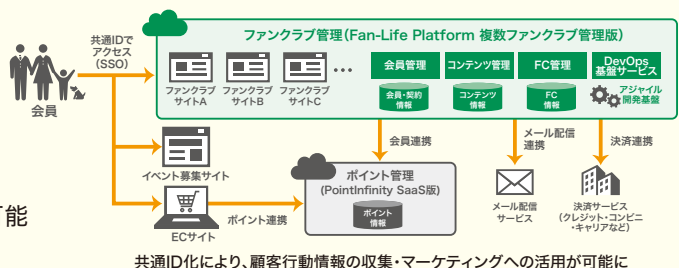 ファンクラブ管理(Fan-Life Platform 複数ファンクラブ管理版)
共通IDで
アクセス
(SSO)
会員
ファンクラブ
サイトA
ファンクラブ
サイトB
ファンクラブ
サイトC
…
会員管理
コンテンツ管理
FC管理
DevOps
基盤サービス
会員・契約
情報
コンテンツ
情報
FC
情報
アジャイル
開発基盤
会員連携
メール配信
連携
決済連携
イベント募集サイト
ポイント管理
(PointInfinity SaaS版)
ポイント
情報
ECサイト
ポイント連携
メール配信
サービス
決済サービス
(クレジット・コンビニ
・キャリアなど)
可能
共通ID化により、顧客行動情報の収集・マーケティングへの活用が可能に